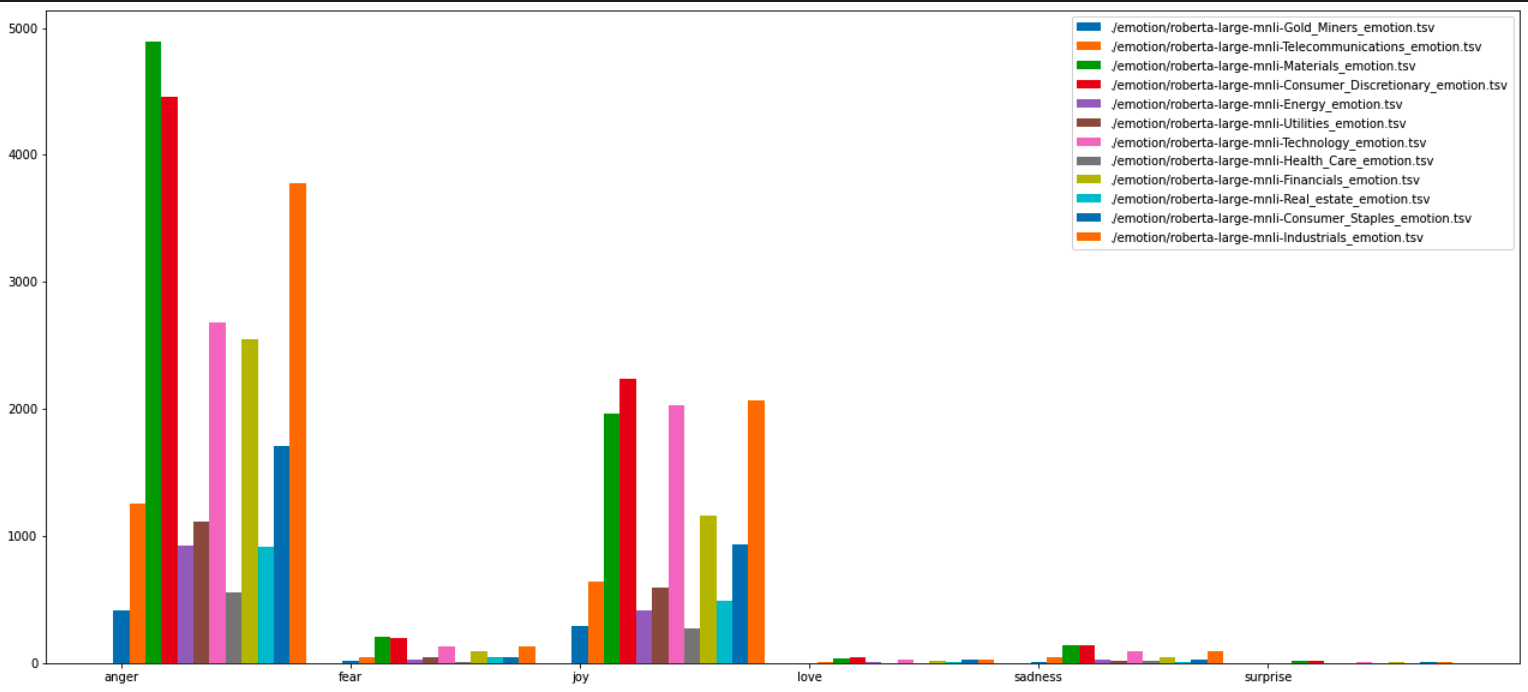 5000
4000
3000
2000
1000
0
./emotion/roberta-large-mnli-Gold_Miners_emotion.tsv
./emotion/roberta-large-mnli-Telecommunications_emotion.tsv
./emotion/roberta-large-mnli-Materials_emotion.tsv
./emotion/roberta-large-mnli-Consumer_Discretionary_emotion.tsv
./emotion/roberta-large-mnli-Energy_emotion.tsv
./emotion/roberta-large-mnli-Utilities_emotion.tsv
./emotion/roberta-large-mnli-Technology_emotion.tsv
./emotion/roberta-large-mnli-Health_Care_emotion.tsv
./emotion/roberta-large-mnli-Financials_emotion.tsv
./emotion/roberta-large-mnli-Real_estate_emotion.tsv
./emotion/roberta-large-mnli-Consumer_Staples_emotion.tsv
./emotion/roberta-large-mnli-Industrials_emotion.tsv
anger fear joy love sadness surprise